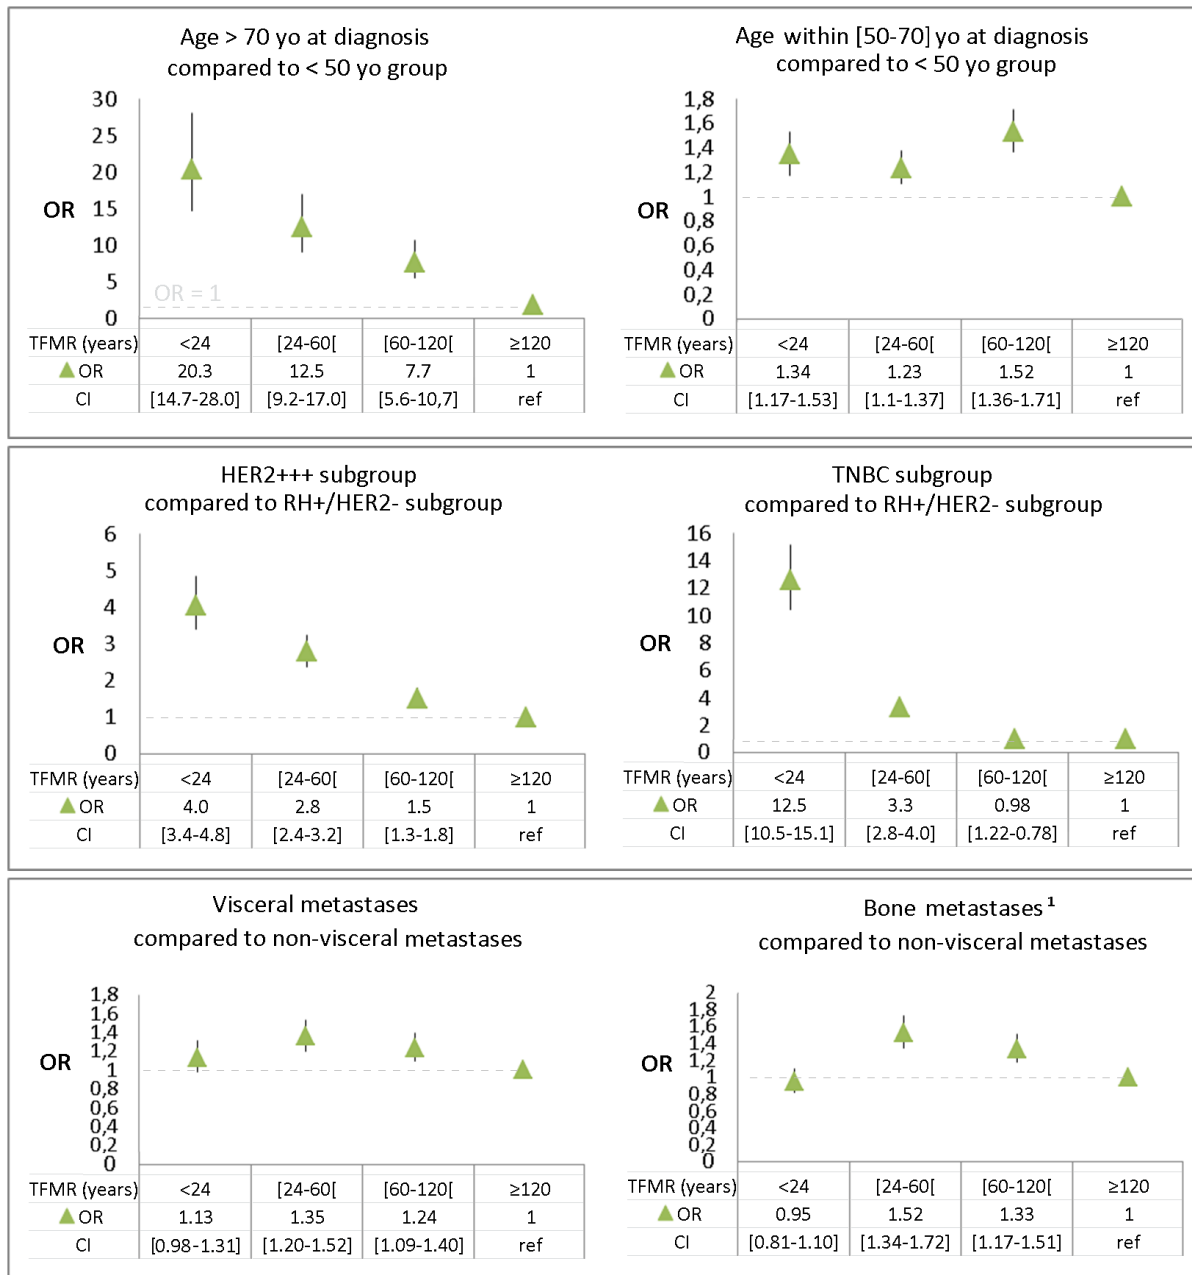 Age > 70 yo at diagnosis
compared to < 50 yo group
30
25
20
15
10
5
0
OR
OR = 1
TFMR (years) <24 [24-60[ [60-120[ ≥120
OR 20.3 12.5 7.7 1
CI [14.7-28.0] [9.2-17.0] [5.6-10,7] ref
Age within [50-70] yo at diagnosis
compared to < 50 yo group
1,8
1,6
1,4
1,2
1
0,8
0,6
0,4
0,2
0
OR
TFMR (years) <24 [24-60[ [60-120[ ≥120
OR 1.34 1.23 1.52 1
CI [1.17-1.53] [1.1-1.37] [1.36-1.71] ref
HER2+++ subgroup
compared to RH+/HER2- subgroup
6
5
4
3
2
1
0
OR
TFMR (years) <24 [24-60[ [60-120[ ≥120
OR 4.0 2.8 1.5 1
CI [3.4-4.8] [2.4-3.2] [1.3-1.8] ref
TNBC subgroup
compared to RH+/HER2- subgroup
16
14
12
10
8
6
4
2
0
OR
TFMR (years) <24 [24-60[ [60-120[ ≥120
OR 12.5 3.3 0.98 1
CI [10.5-15.1] [2.8-4.0] [1.22-0.78] ref
Visceral metastases
compared to non-visceral metastases
1,8
1,6
1,4
1,2
1
0,8
0,6
0,4
0,2
0
OR
TFMR (years) <24 [24-60[ [60-120[ ≥120
OR 1.13 1.35 1.24 1
CI [0.98-1.31] [1.20-1.52] [1.09-1.40] ref
Bone metastases¹
compared to non-visceral metastases
2
1,8
1,6
1,4
1,2
1
0,8
0,6
0,4
0,2
0
OR
TFMR (years) <24 [24-60[ [60-120[ ≥120
OR 0.95 1.52 1.33 1
CI [0.81-1.10] [1.34-1.72] [1.17-1.51] ref